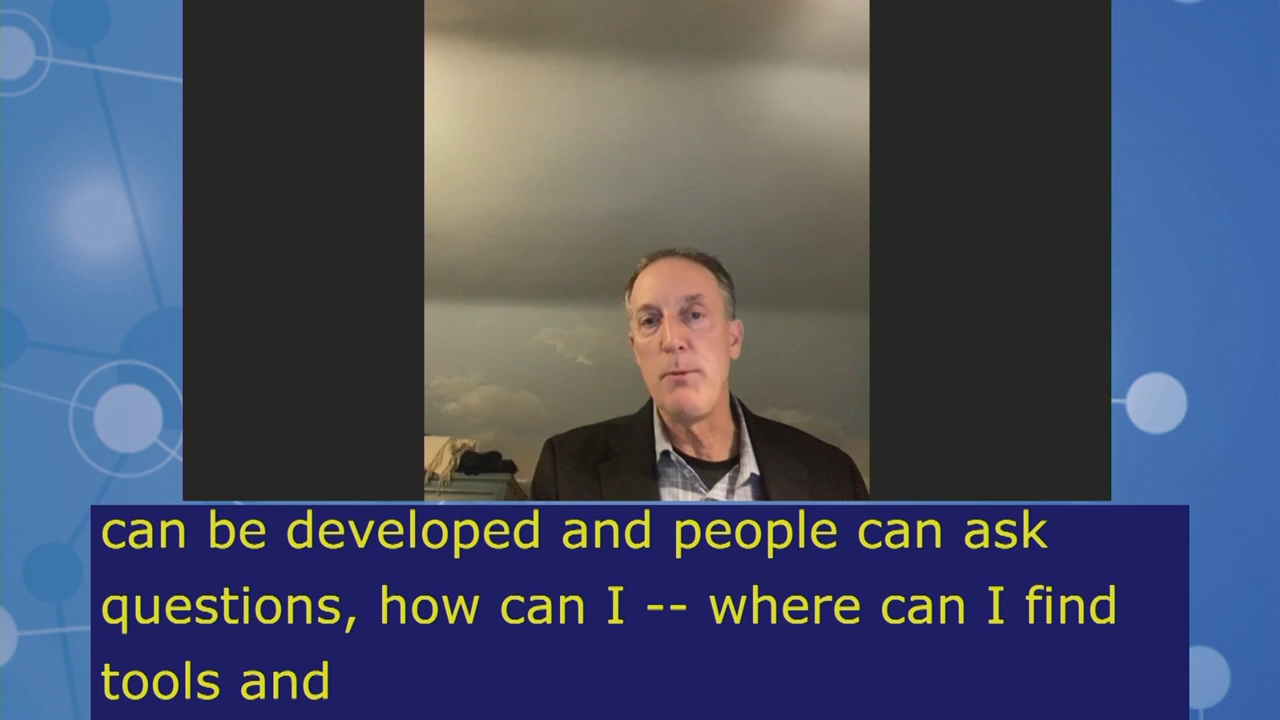 can be developed and people can ask
questions, how can I -- where can I find
tools and